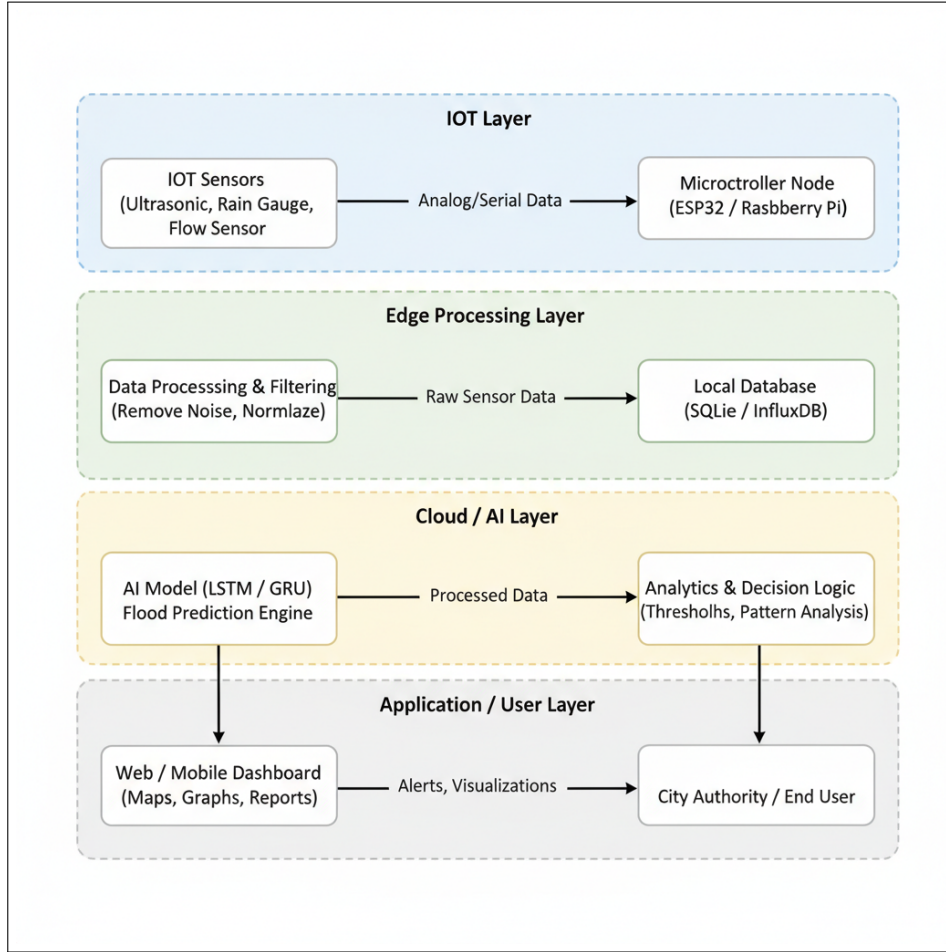 IOT Layer
IOT Sensors
(Ultrasonic, Rain Gauge,
Flow Sensor
Analog/Serial Data
Microctroller Node
(ESP32 / Rasbberry Pi)
Edge Processing Layer
Data Processsing & Filtering
(Remove Noise, Normlaze)
Raw Sensor Data
Local Database
(SQLie / InfluxDB)
Cloud / AI Layer
AI Model (LSTM / GRU)
Flood Prediction Engine
Processed Data
Analytics & Decision Logic
(Thresholhs, Pattern Analysis)
Application / User Layer
Web / Mobile Dashboard
(Maps, Graphs, Reports)
Alerts, Visualizations
City Authority / End User